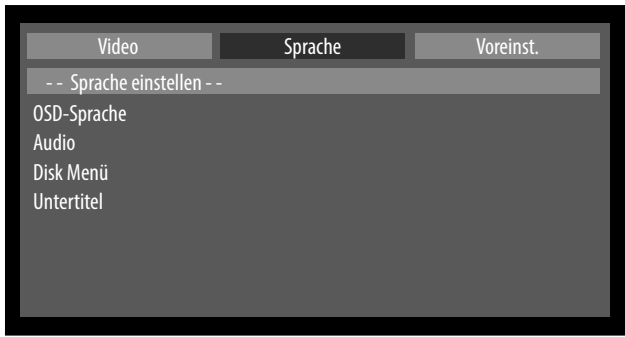 Video Sprache Voreinst.
- - Sprache einstellen - -
OSD-Sprache
Audio
Disk Menü
Untertitel